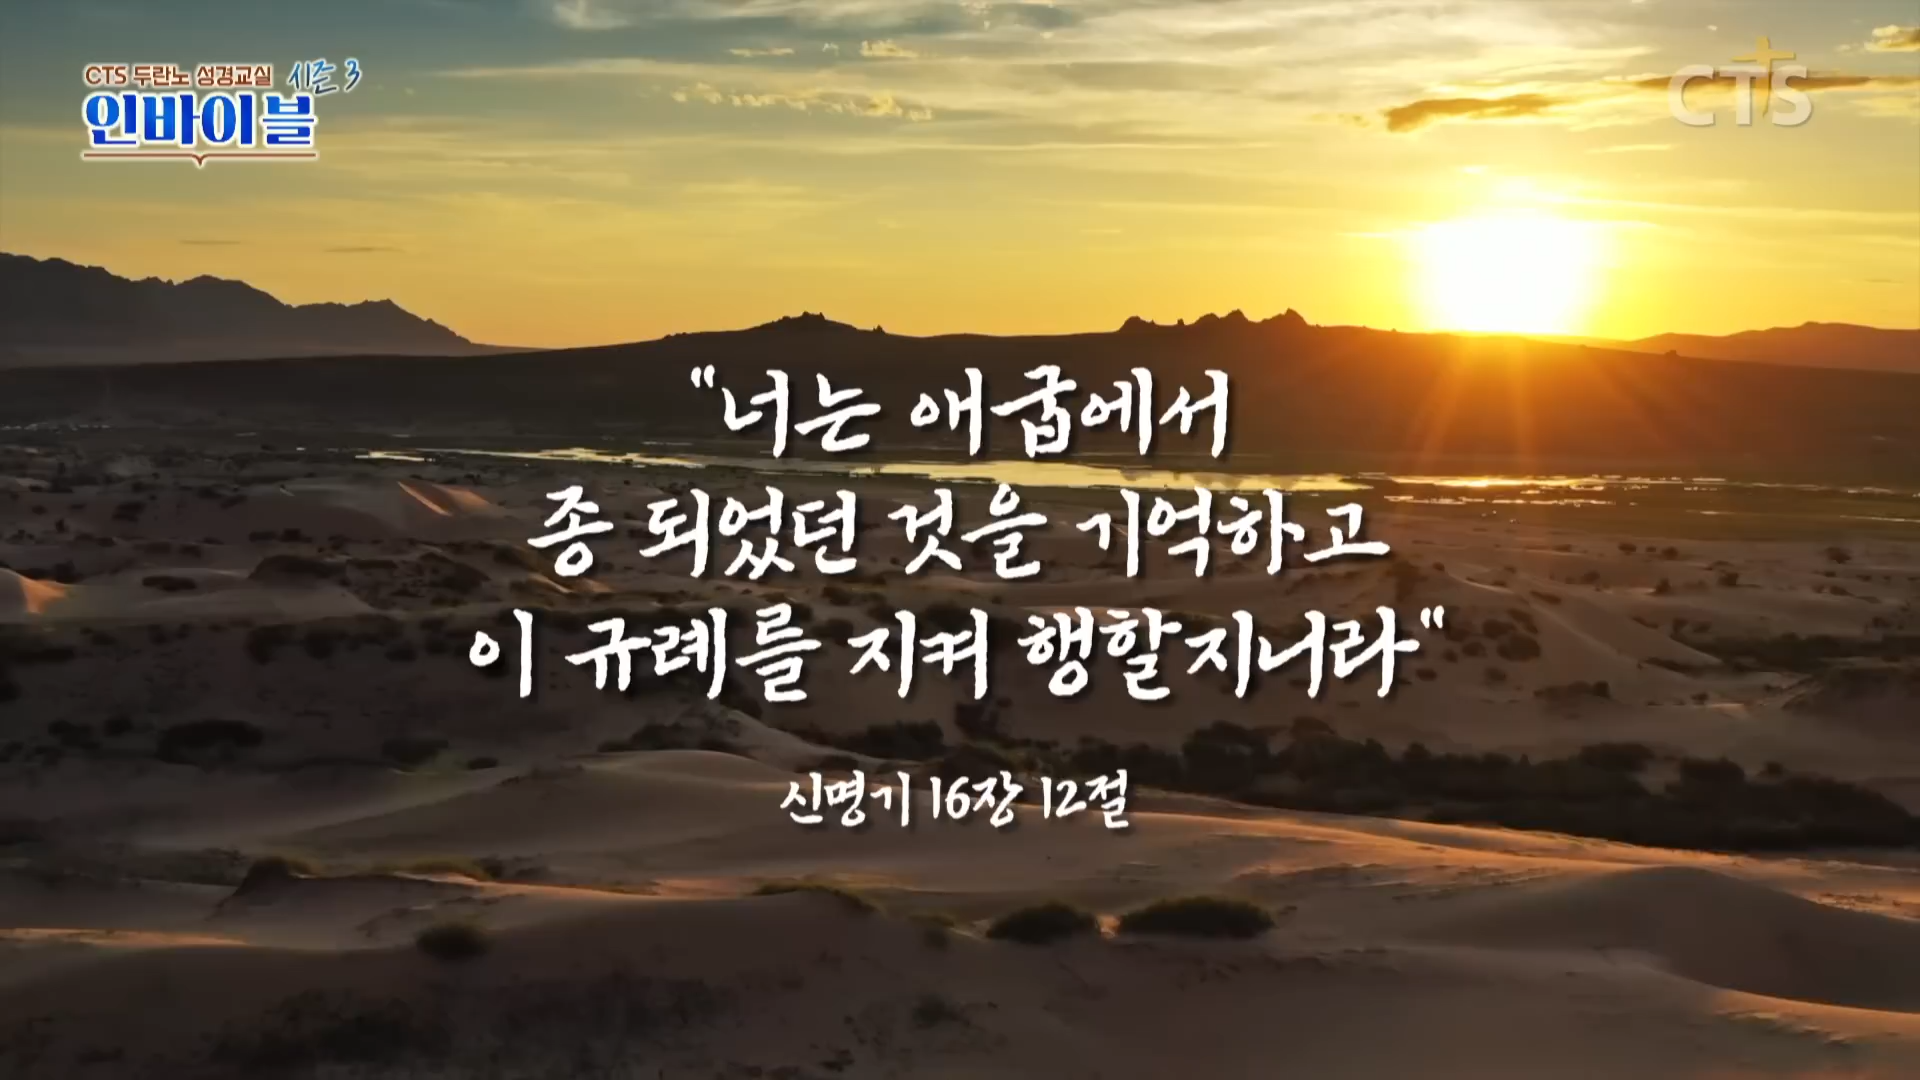 CTS 두란노 성경교실 시즌3
인바이블
CTS
"너는 애굽에서
종 되었던 것을 기억하고
이 규례를 지켜 행할지니라"
신명기 16장 12절